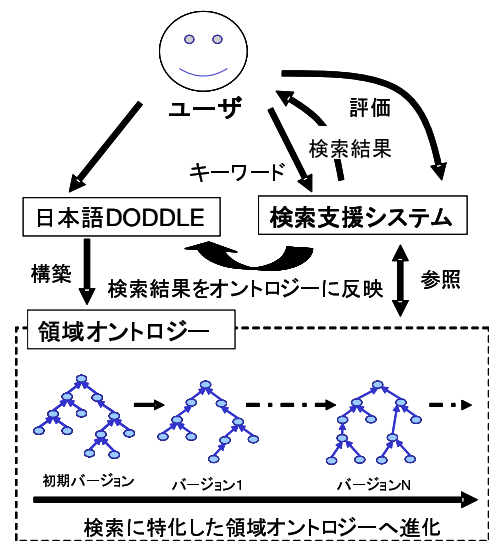 ユーザ
評価
検索結果
キーワード
日本語DODDLE
検索支援システム
構築
検索結果をオントロジーに反映
参照
領域オントロジー
初期バージョン
バージョン1
バージョンN
検索に特化した領域オントロジーへ進化